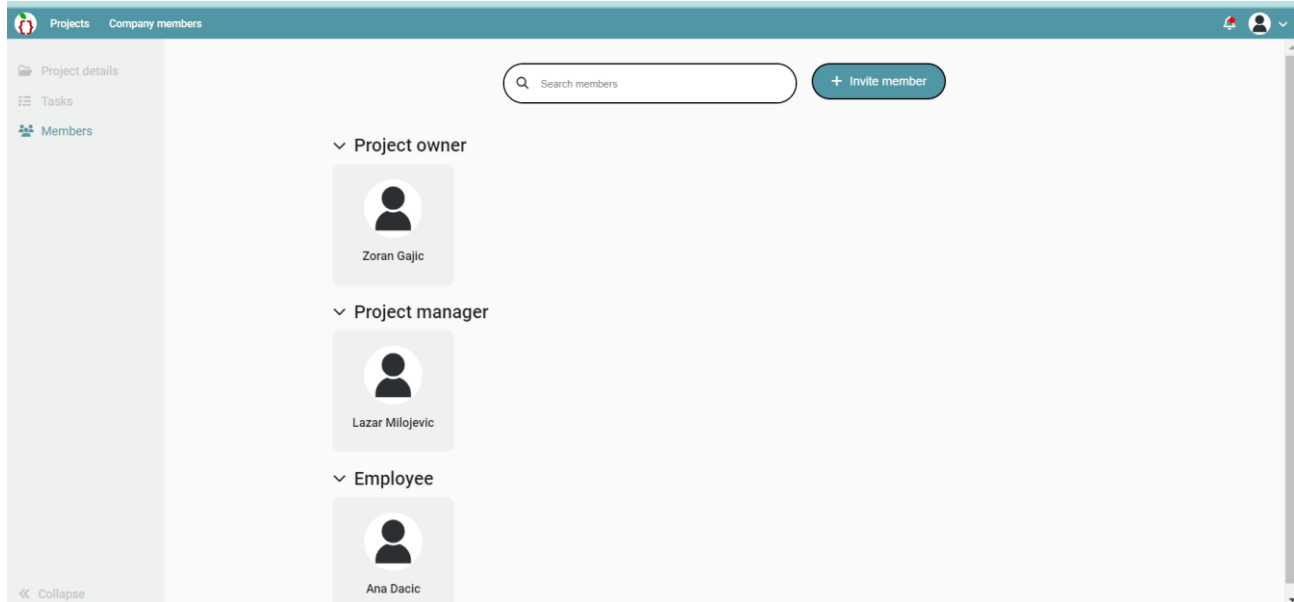 Projects Company members
Project details
Tasks
Members
Search members
+ Invite member
Project owner
Zoran Gajic
Project manager
Lazar Milojevic
Employee
Ana Dacic
Collapse